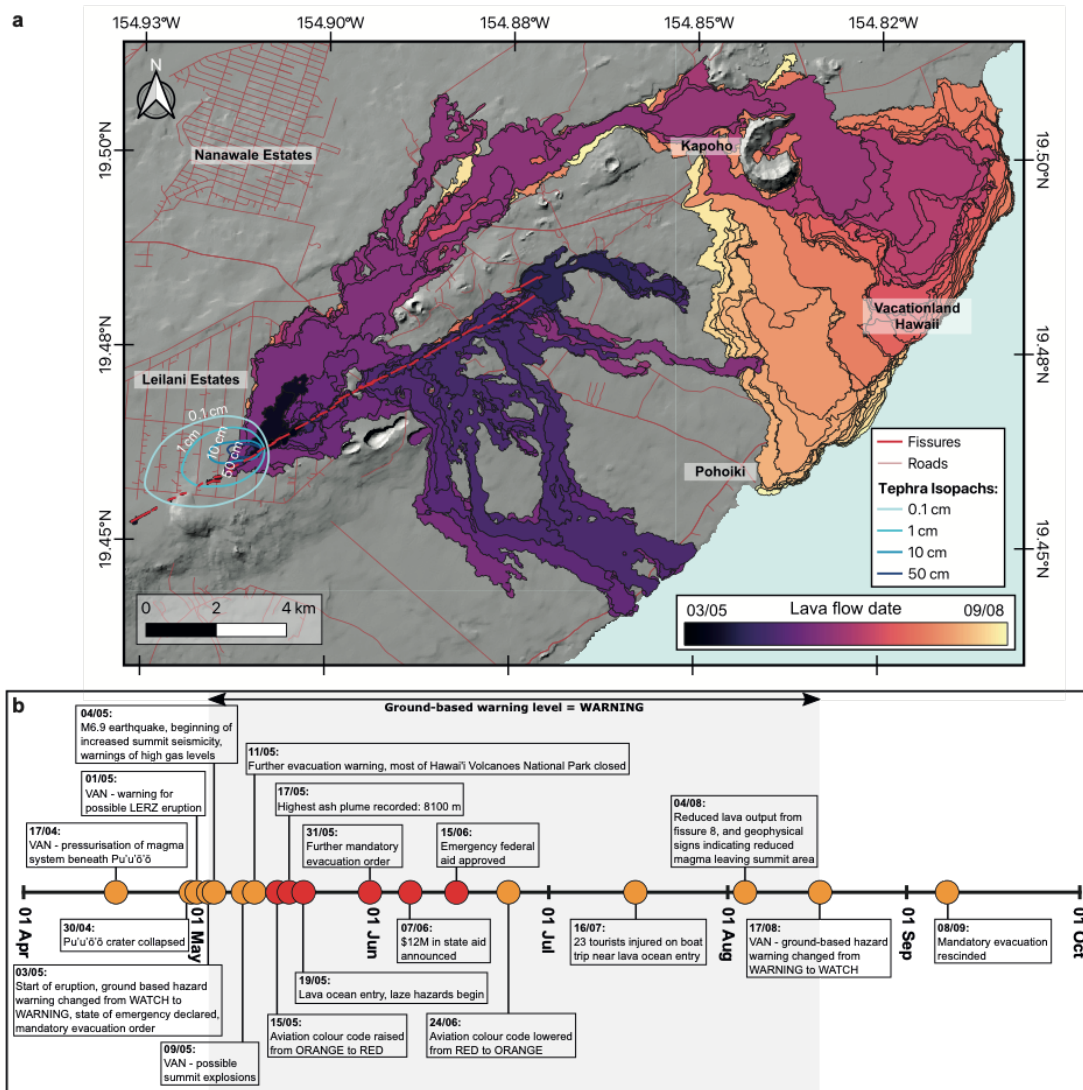 a
154.93°W
154.90°W
154.88°W
154.85°W
154.82°W
N
19.50°N
19.48°N
19.45°N
19.50°N
19.48°N
19.45°N
Nanawale Estates
Kapoho
Vacationland
Hawaii
Leilani Estates
0.1 cm
1cm
10 cm
50 cm
Pohoiki
Fissures
Roads
Tephra Isopachs:
0.1 cm
1 cm
10 cm
50 cm
0 2 4 km
03/05 Lava flow date 09/08
b
Ground-based warning level = WARNING
04/05:
M6.9 earthquake, beginning of
increased summit seismicity,
warnings of high gas levels
11/05:
Further evacuation warning, most of Hawai'i Volcanoes National Park closed
01/05:
VAN - warning for
possible LERZ eruption
17/05:
Highest ash plume recorded: 8100 m
04/08:
Reduced lava output from
fissure 8, and geophysical
signs indicating reduced
magma leaving summit area
17/04:
VAN - pressurisation of magma
system beneath Pu'u'ō'ō
31/05:
Further mandatory
evacuation order
15/06:
Emergency federal
aid approved
01 Apr
01 May
01 Jun
01 Jul
01 Aug
01 Sep
01 Oct
30/04:
Pu'u'ō'ō crater collapsed
07/06:
$12M in state aid
announced
16/07:
23 tourists injured on boat
trip near lava ocean entry
17/08:
VAN - ground-based hazard
warning changed from
WARNING to WATCH
08/09:
Mandatory evacuation
rescinded
03/05:
Start of eruption, ground based hazard
warning changed from WATCH to
WARNING, state of emergency declared,
mandatory evacuation order
19/05:
Lava ocean entry, laze hazards begin
15/05:
Aviation colour code raised
from ORANGE to RED
24/06:
Aviation colour code lowered
from RED to ORANGE
09/05:
VAN - possible
summit explosions